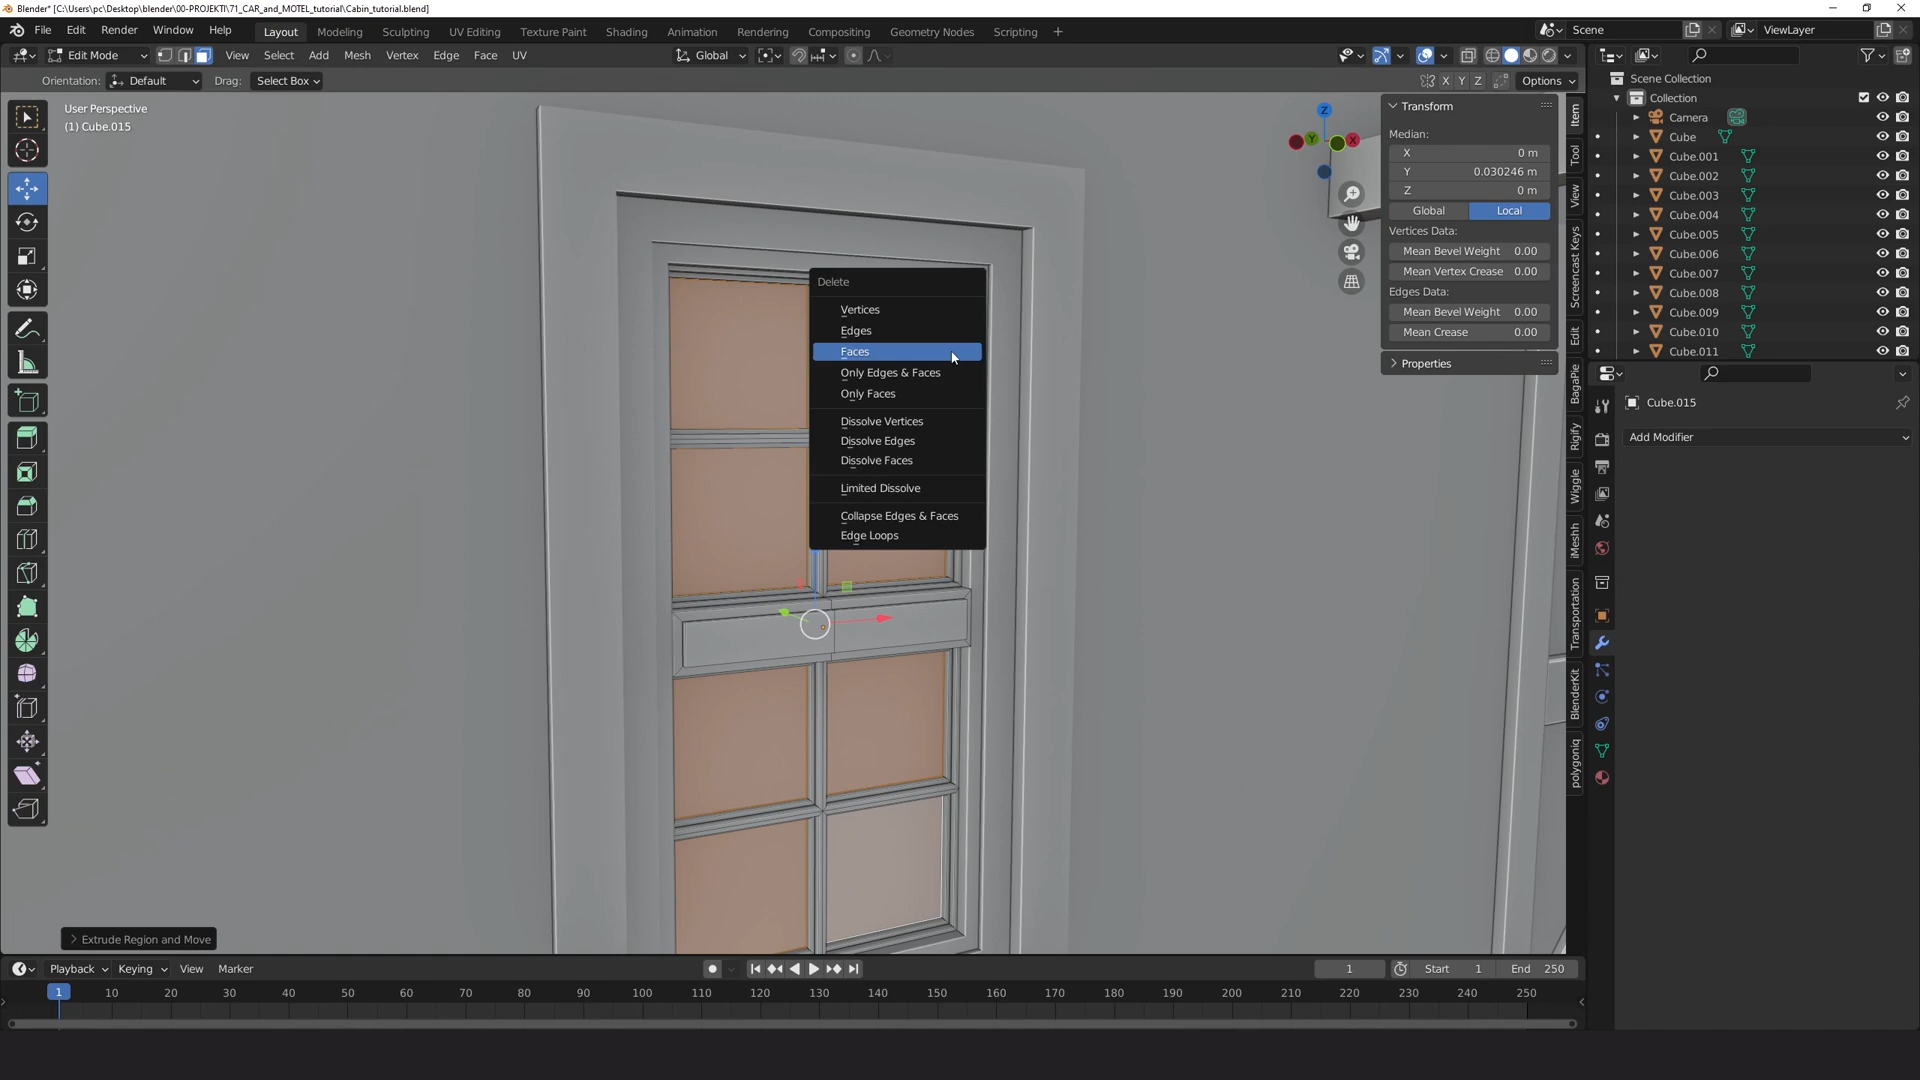 Blender* [C:\Users\pc\Desktop\blender\00-PROJEKTI\71_CAR_and_MOTEL_tutorial\Cabin_tutorial.blend]
File Edit Render Window Help Layout Modeling Sculpting UV Editing Texture Paint Shading Animation Rendering Compositing Geometry Nodes Scripting + Scene ViewLayer
Edit Mode View Select Add Mesh Vertex Edge Face UV Global
Orientation: Default Drag: Select Box X Y Z Options
User Perspective
(1) Cube.015
Z
Y X
Transform
Median:
X 0 m
Y 0.030246 m
Z 0 m
Global Local
Vertices Data:
Mean Bevel Weight 0.00
Mean Vertex Crease 0.00
Edges Data:
Mean Bevel Weight 0.00
Mean Crease 0.00
Properties
Item
Tool
View
Screencast Keys
Edit
BagaPie
Rigify
Wiggle
iMeshh
Transportation
BlenderKit
polygoniq
Scene Collection
Collection
Camera
Cube
Cube.001
Cube.002
Cube.003
Cube.004
Cube.005
Cube.006
Cube.007
Cube.008
Cube.009
Cube.010
Cube.011
Cube.015
Add Modifier
Delete
Vertices
Edges
Faces
Only Edges & Faces
Only Faces
Dissolve Vertices
Dissolve Edges
Dissolve Faces
Limited Dissolve
Collapse Edges & Faces
Edge Loops
Extrude Region and Move
Playback Keying View Marker 1 Start 1 End 250
1 10 20 30 40 50 60 70 80 90 100 110 120 130 140 150 160 170 180 190 200 210 220 230 240 250